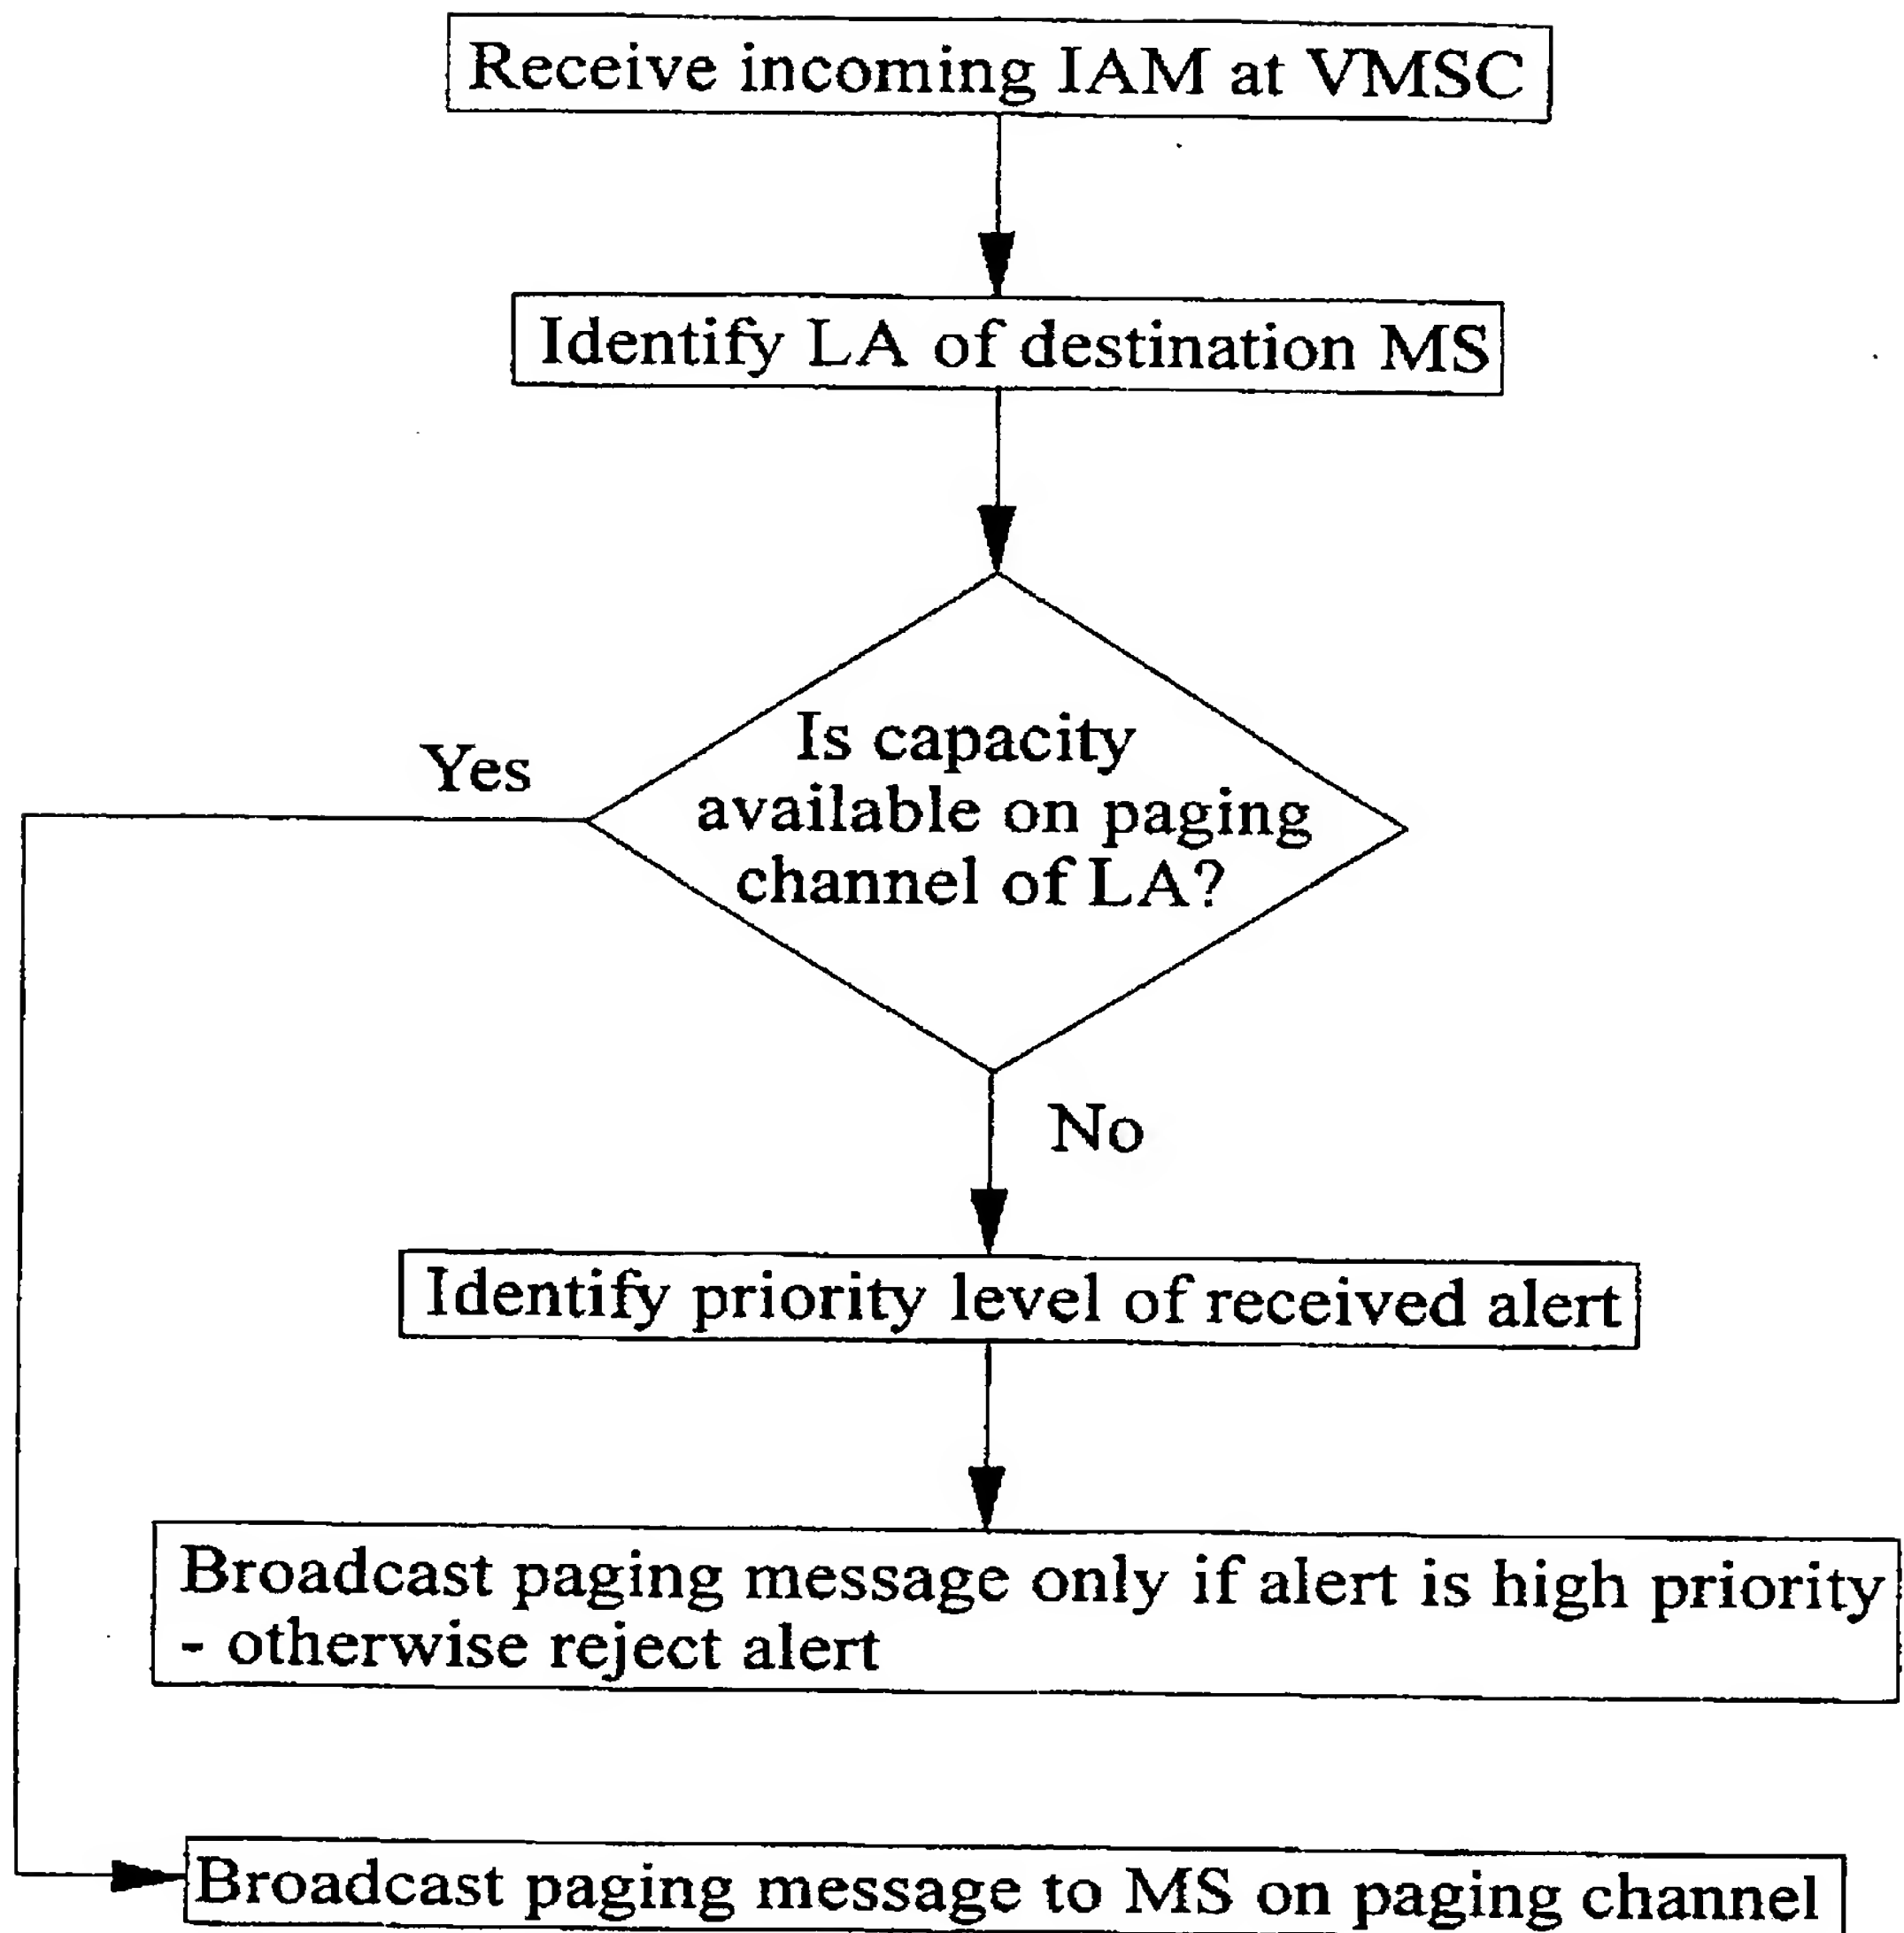 Receive incoming IAM at VMSC
Identify LA of destination MS
Is capacity
available on paging
channel of LA?
Yes
No
Identify priority level of received alert
Broadcast paging message only if alert is high priority
- otherwise reject alert
Broadcast paging message to MS on paging channel